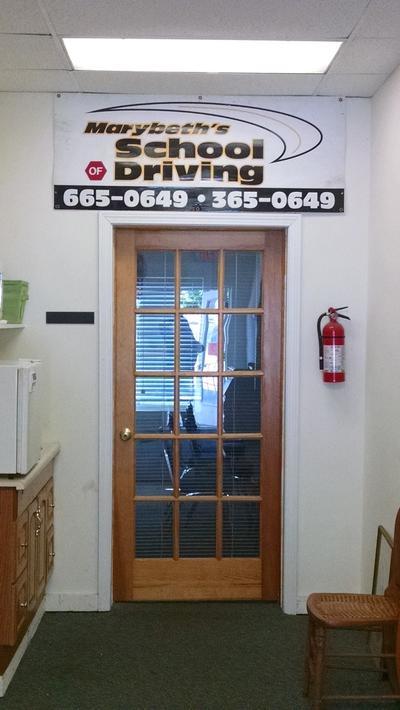 Marybeth's
School
OF Driving
665-0649 • 365-0649